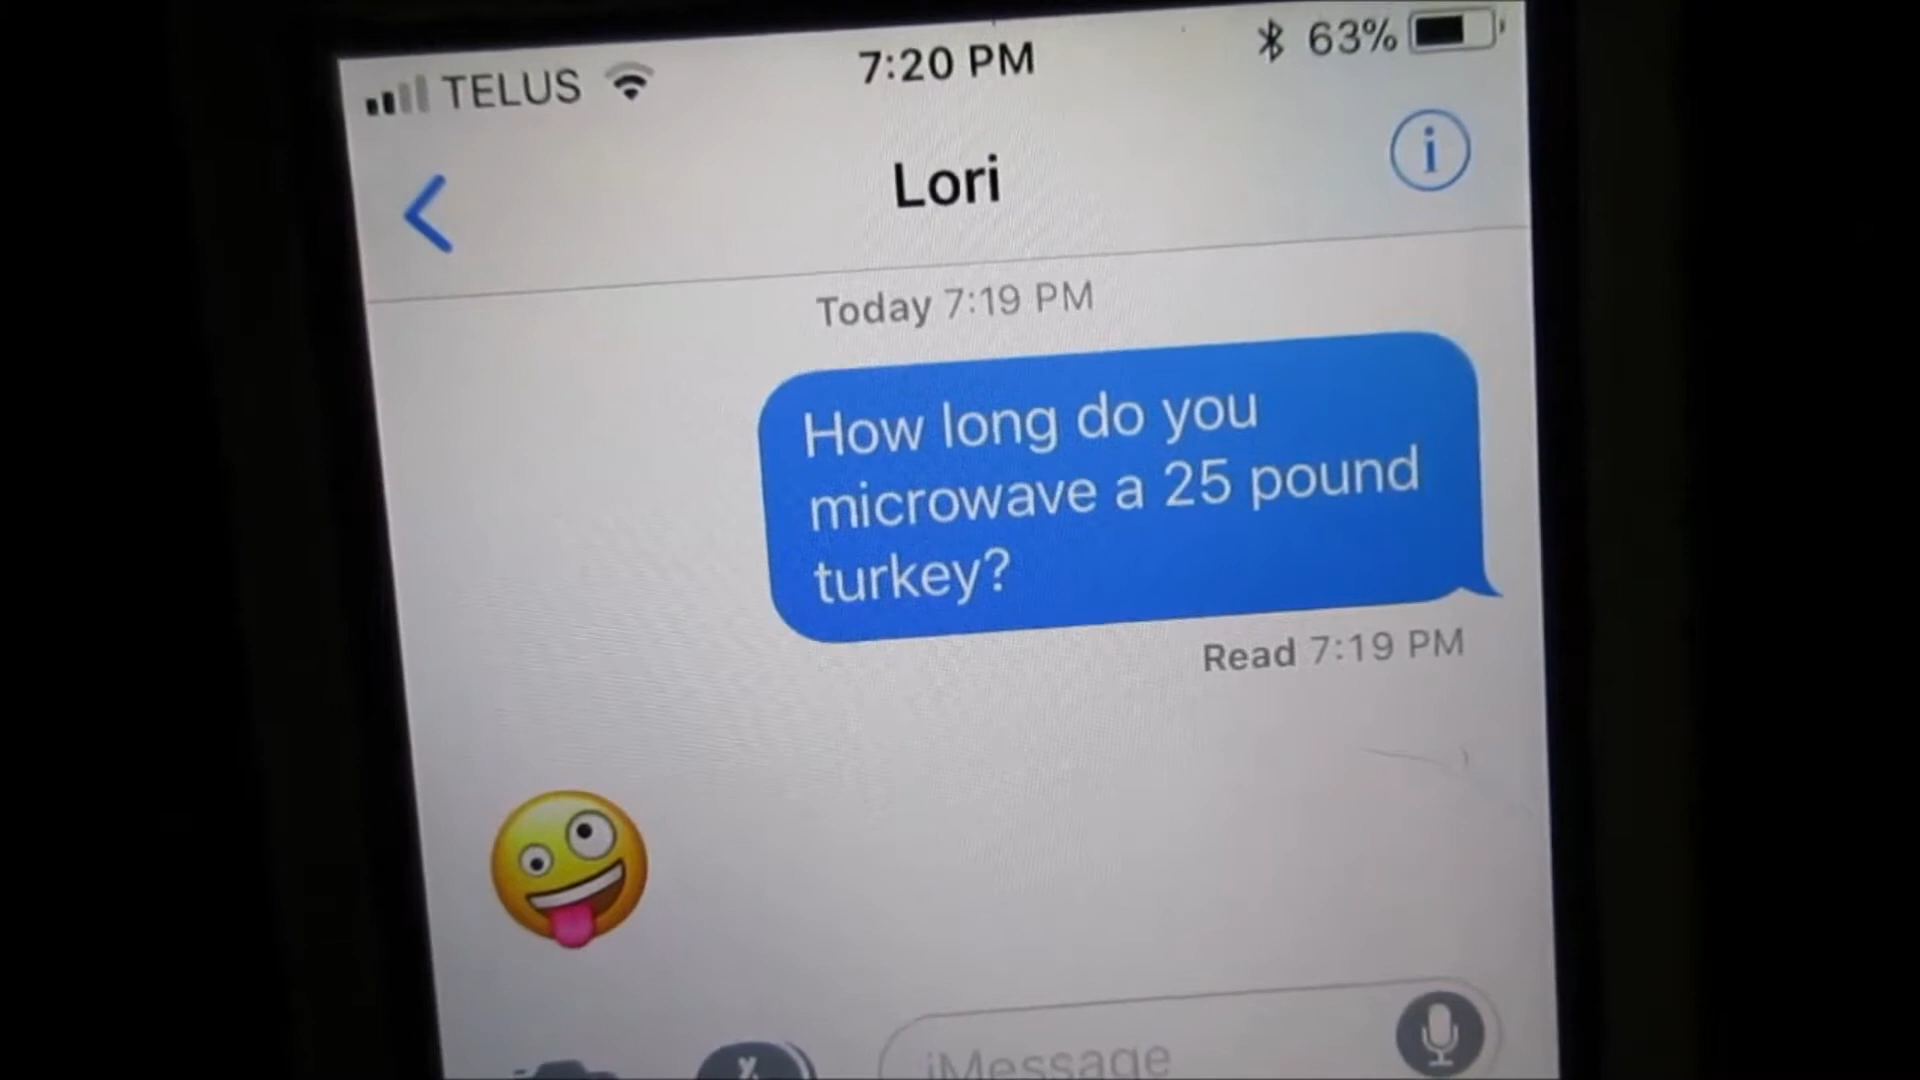 TELUS 7:20 PM 63%
Lori
Today 7:19 PM
How long do you
microwave a 25 pound
turkey?
Read 7:19 PM
iMessage